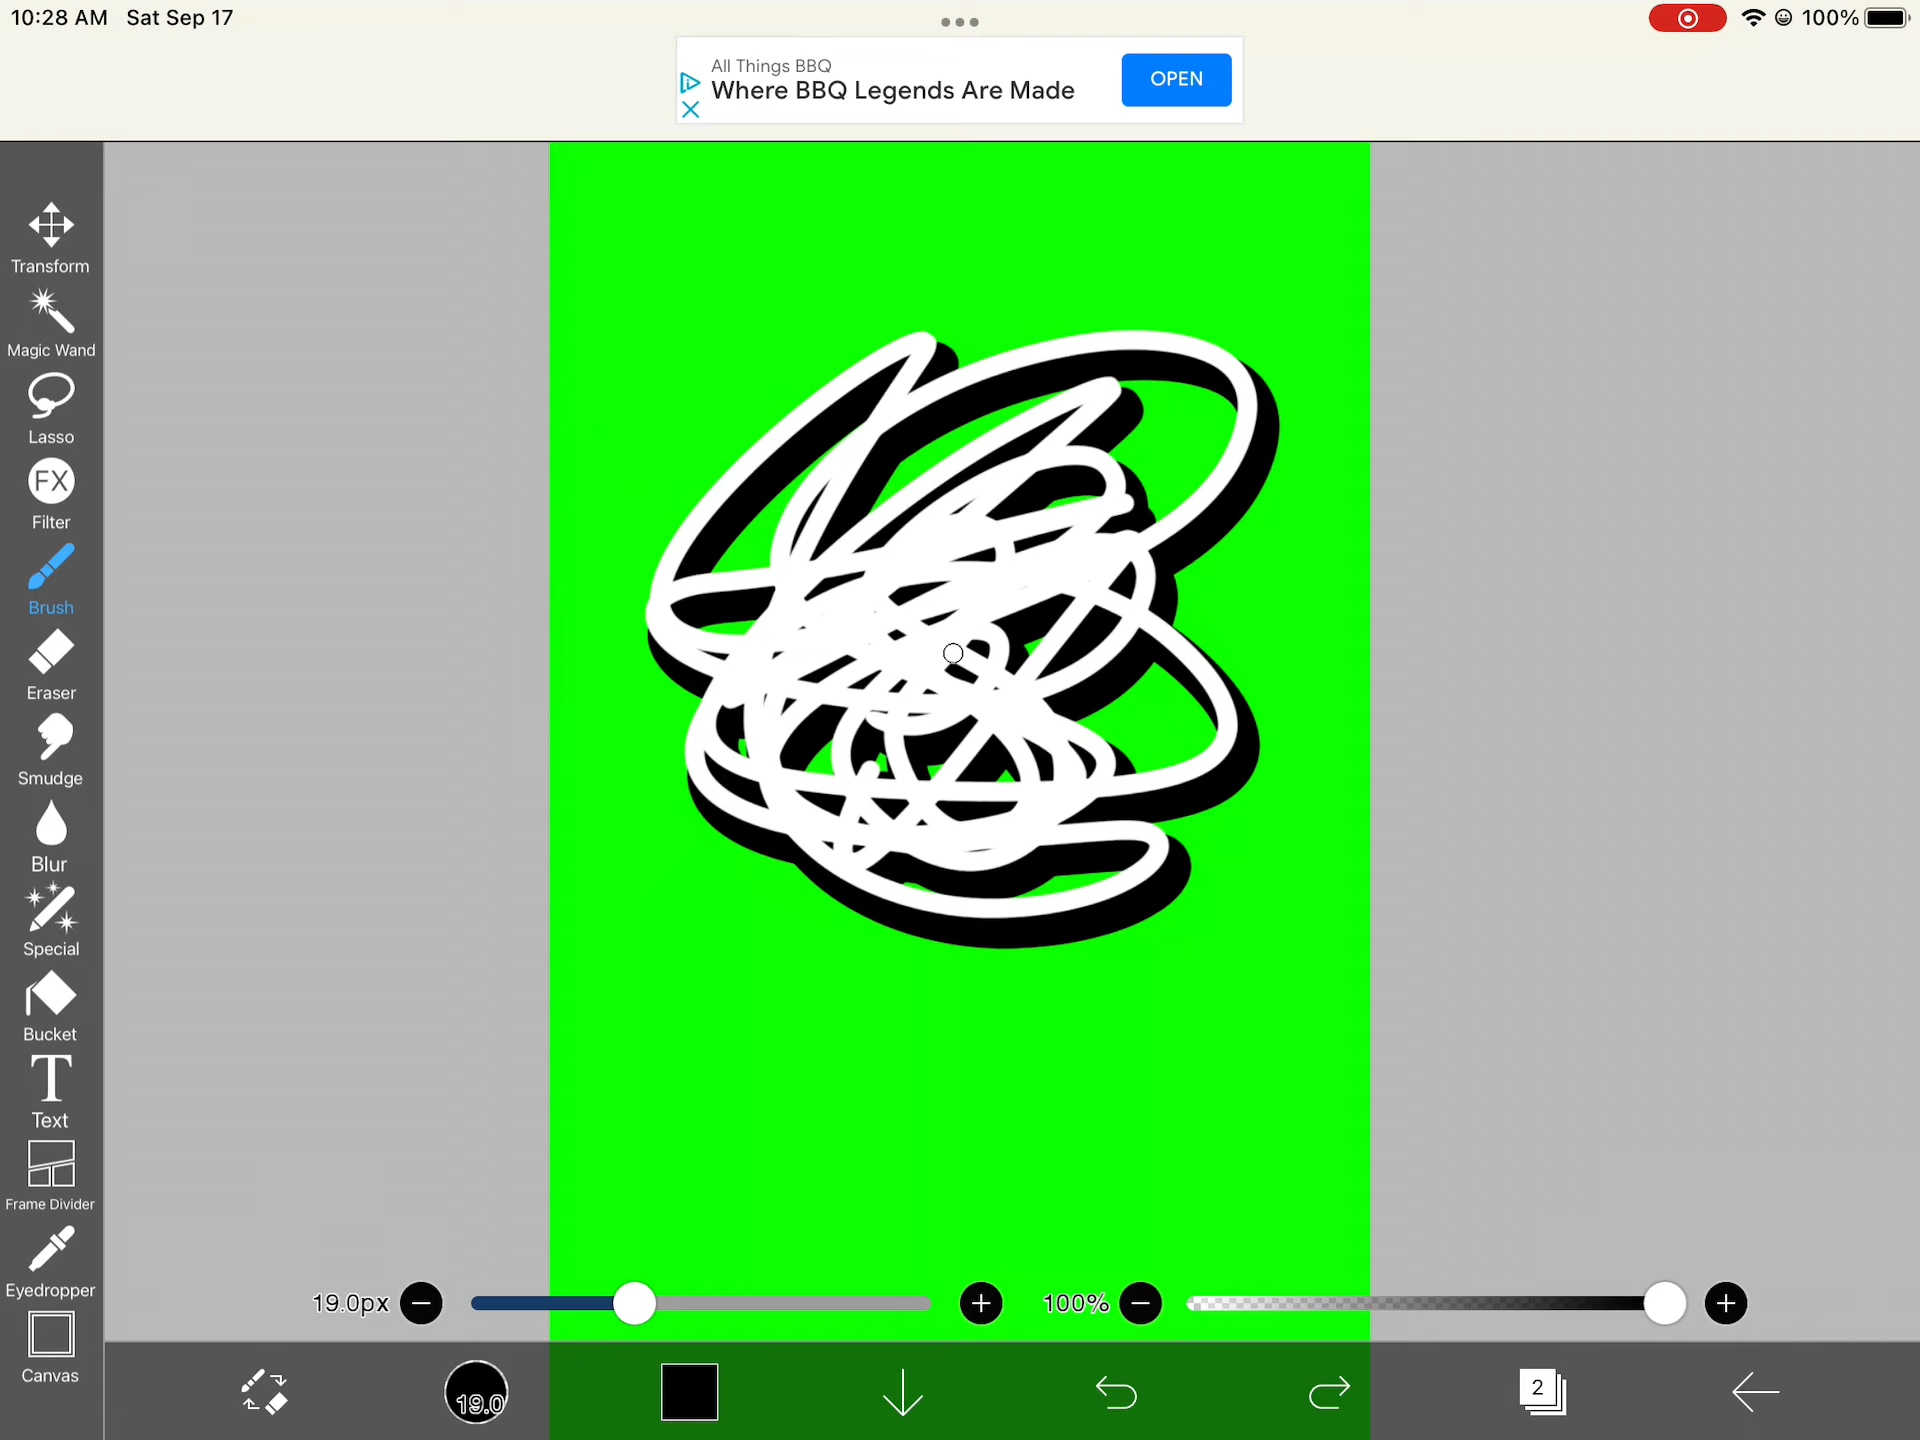 10:28 AM Sat Sep 17
100%
All Things BBQ
Where BBQ Legends Are Made
OPEN
Transform
Magic Wand
Lasso
FX
Filter
Brush
Eraser
Smudge
Blur
Special
Bucket
T
Text
Frame Divider
Eyedropper
Canvas
19.0px
100%
19.0
2